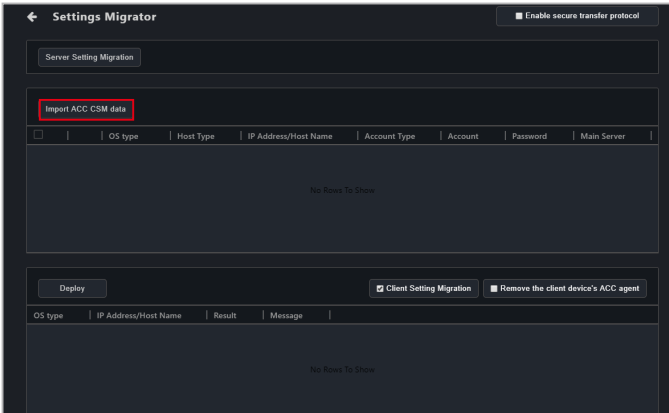 Settings Migrator
Enable secure transfer protocol
Server Setting Migration
Import ACC CSM data
OS type Host Type IP Address/Host Name Account Type Account Password Main Server
No Rows To Show
Deploy
Client Setting Migration
Remove the client device's ACC agent
OS type IP Address/Host Name Result Message
No Rows To Show